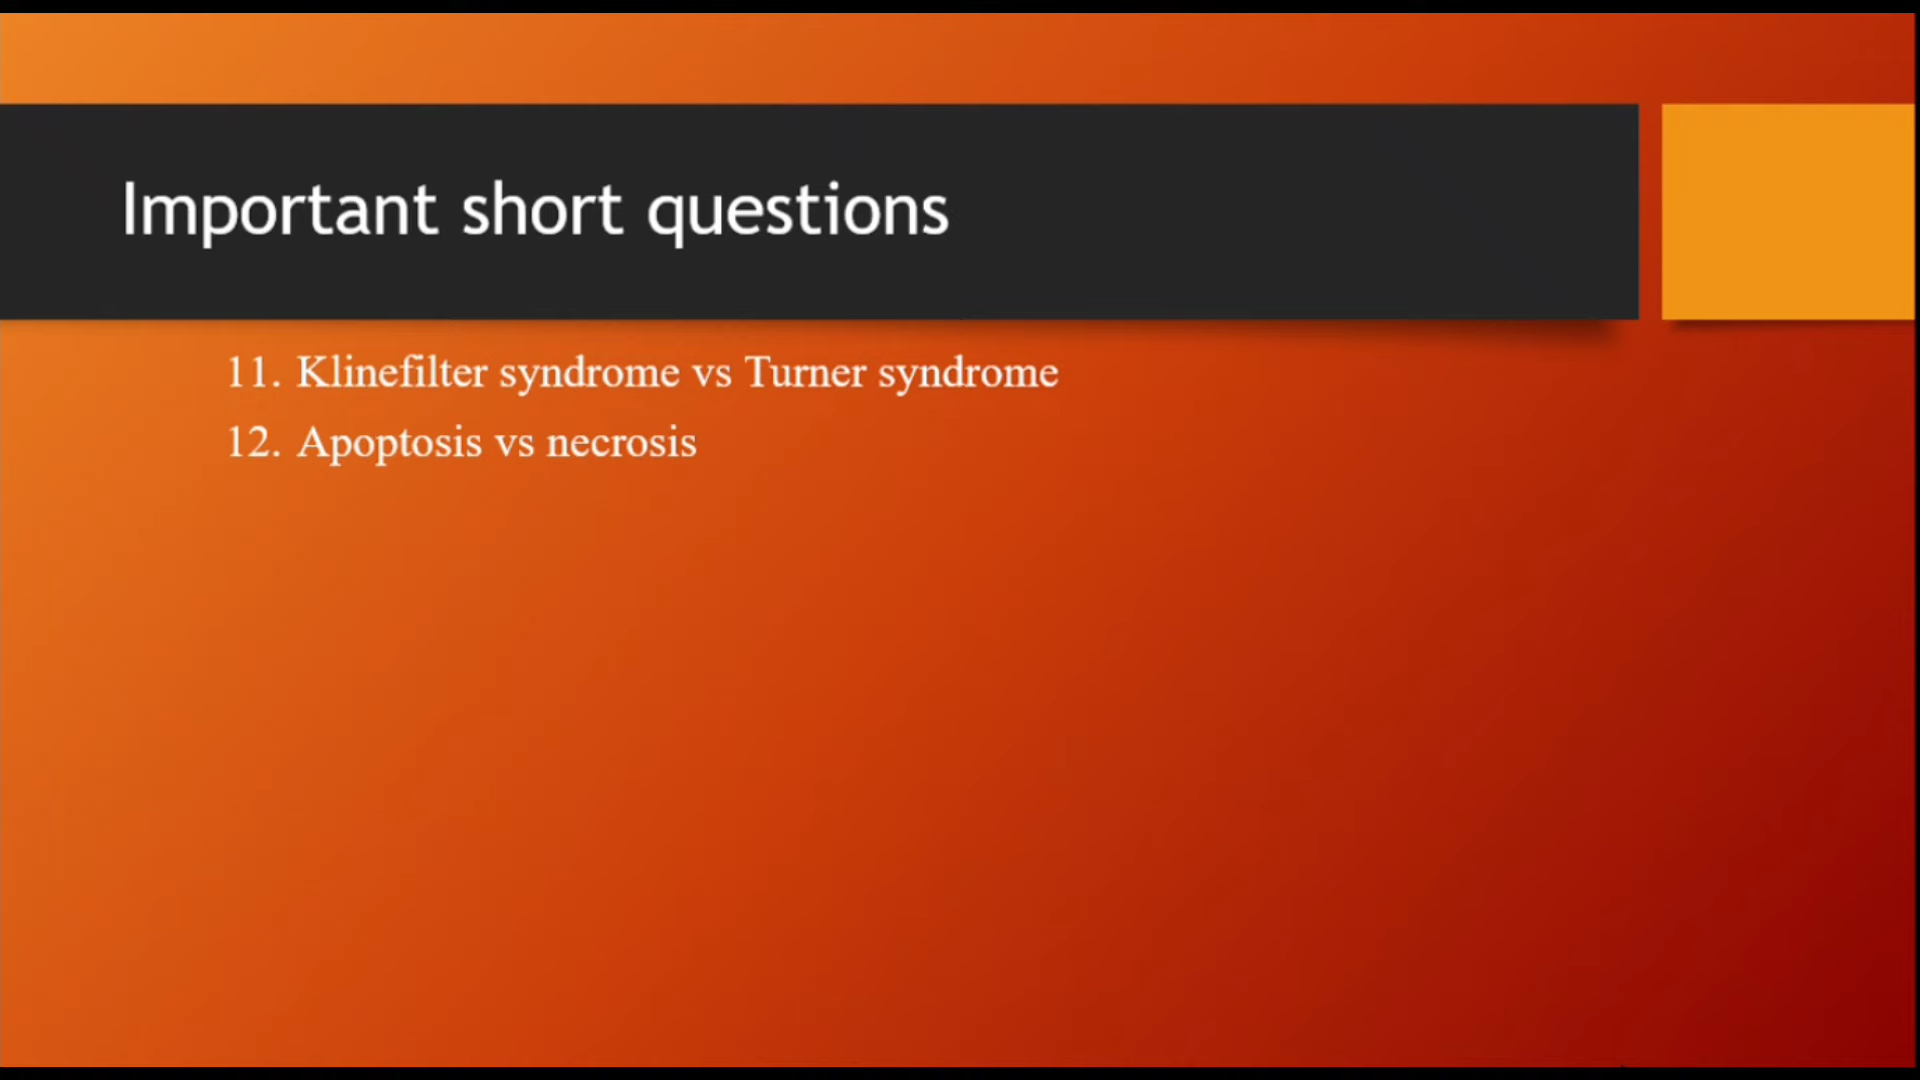 Important short questions
11. Klinefilter syndrome vs Turner syndrome
12. Apoptosis vs necrosis